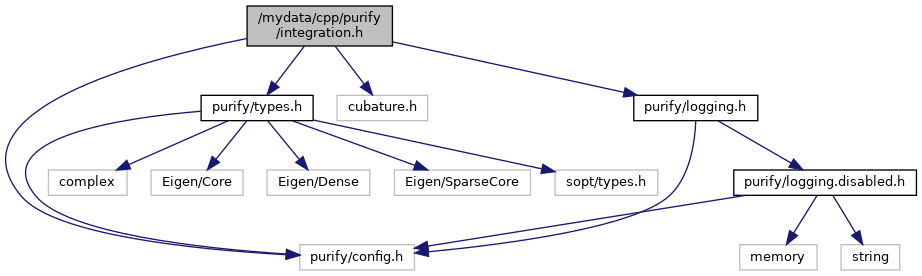 /mydata/cpp/purify
/integration.h
purify/types.h
cubature.h
purify/logging.h
complex
Eigen/Core
Eigen/Dense
Eigen/SparseCore
sopt/types.h
purify/logging.disabled.h
purify/config.h
memory
string